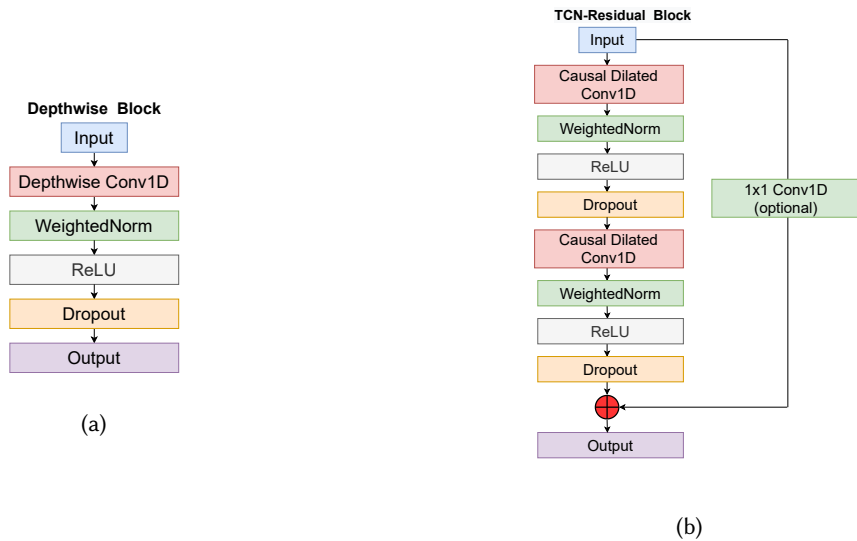 Depthwise Block
Input
Depthwise Conv1D
WeightedNorm
ReLU
Dropout
Output
(a)
TCN-Residual Block
Input
Causal Dilated
Conv1D
WeightedNorm
ReLU
Dropout
Causal Dilated
Conv1D
WeightedNorm
ReLU
Dropout
Output
1x1 Conv1D
(optional)
(b)